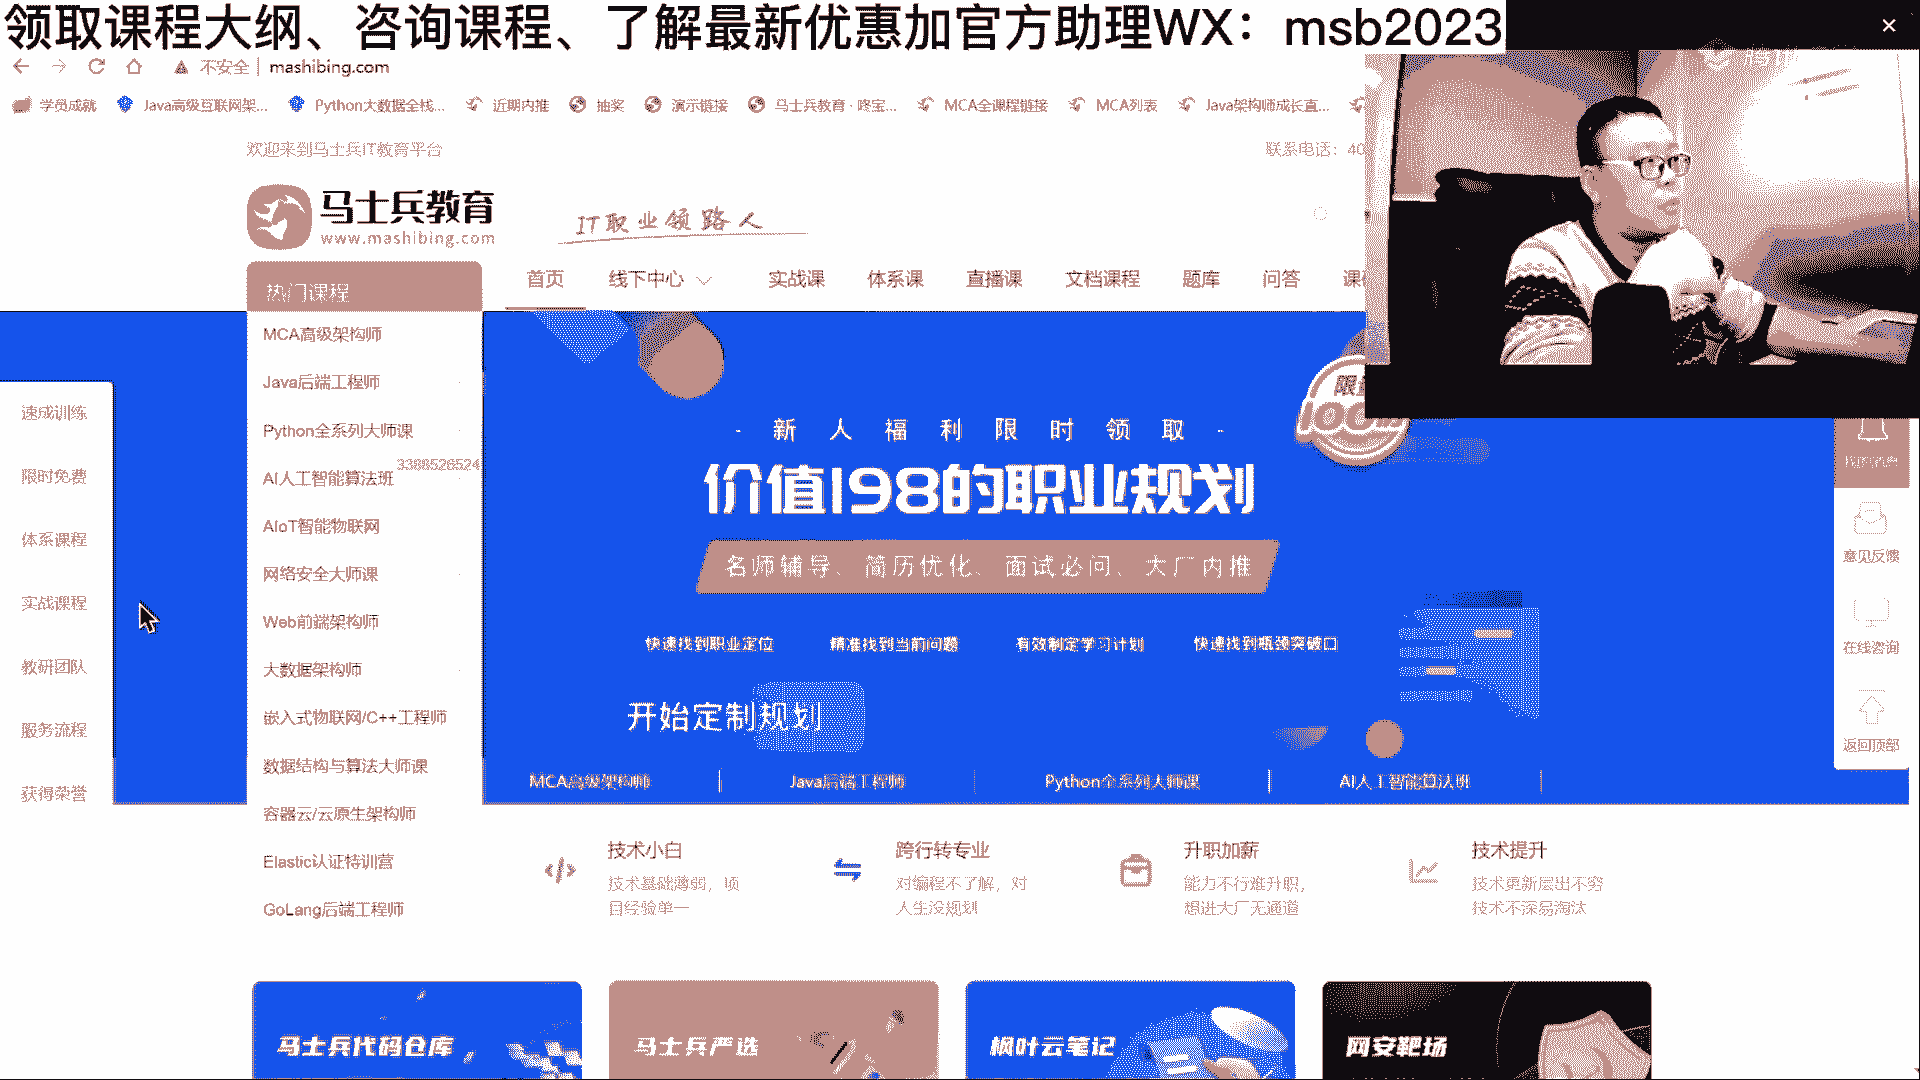 领取课程大纲、咨询课程、了解最新优惠加官方助理WX：msb2023
不安全 mashibing.com
学员成就 Java高级互联网架... Python大数据全栈... 近期内推 抽奖 演示链接 马士兵教育 · 咚宝... MCA全课程链接 MCA列表 Java架构师成长直...
欢迎来到马士兵IT教育平台
联系电话：40
马士兵教育
www.mashibing.com
IT职业领路人
热门课程
首页 线下中心 实战课 体系课 直播课 文档课程 题库 问答
MCA高级架构师
Java后端工程师
Python全系列大师课
3398526524
AI人工智能算法班
AIoT智能物联网
网络安全大师课
Web前端架构师
大数据架构师
嵌入式物联网/C++工程师
数据结构与算法大师课
容器云/云原生架构师
Elastic认证特训营
GoLang后端工程师
速成训练
限时免费
体系课程
实战课程
教研团队
服务流程
获得荣誉
- 新人福利限时领取 -
价值198的职业规划
名师辅导、简历优化、面试必问、大厂内推
快速找到职业定位 精准找到当前问题 有效制定学习计划 快速找到瓶颈突破口
开始定制规划
MCA高级架构师 Java后端工程师 Python全系列大师课 AI人工智能算法班
意见反馈
在线咨询
返回顶部
技术小白
技术基础薄弱，项
目经验单一
跨行转专业
对编程不了解，对
人生没规划
升职加薪
能力不行难升职，
想进大厂无通道
技术提升
技术更新层出不穷
技术不深易淘汰
马士兵代码仓库
马士兵严选
枫叶云笔记
网安靶场